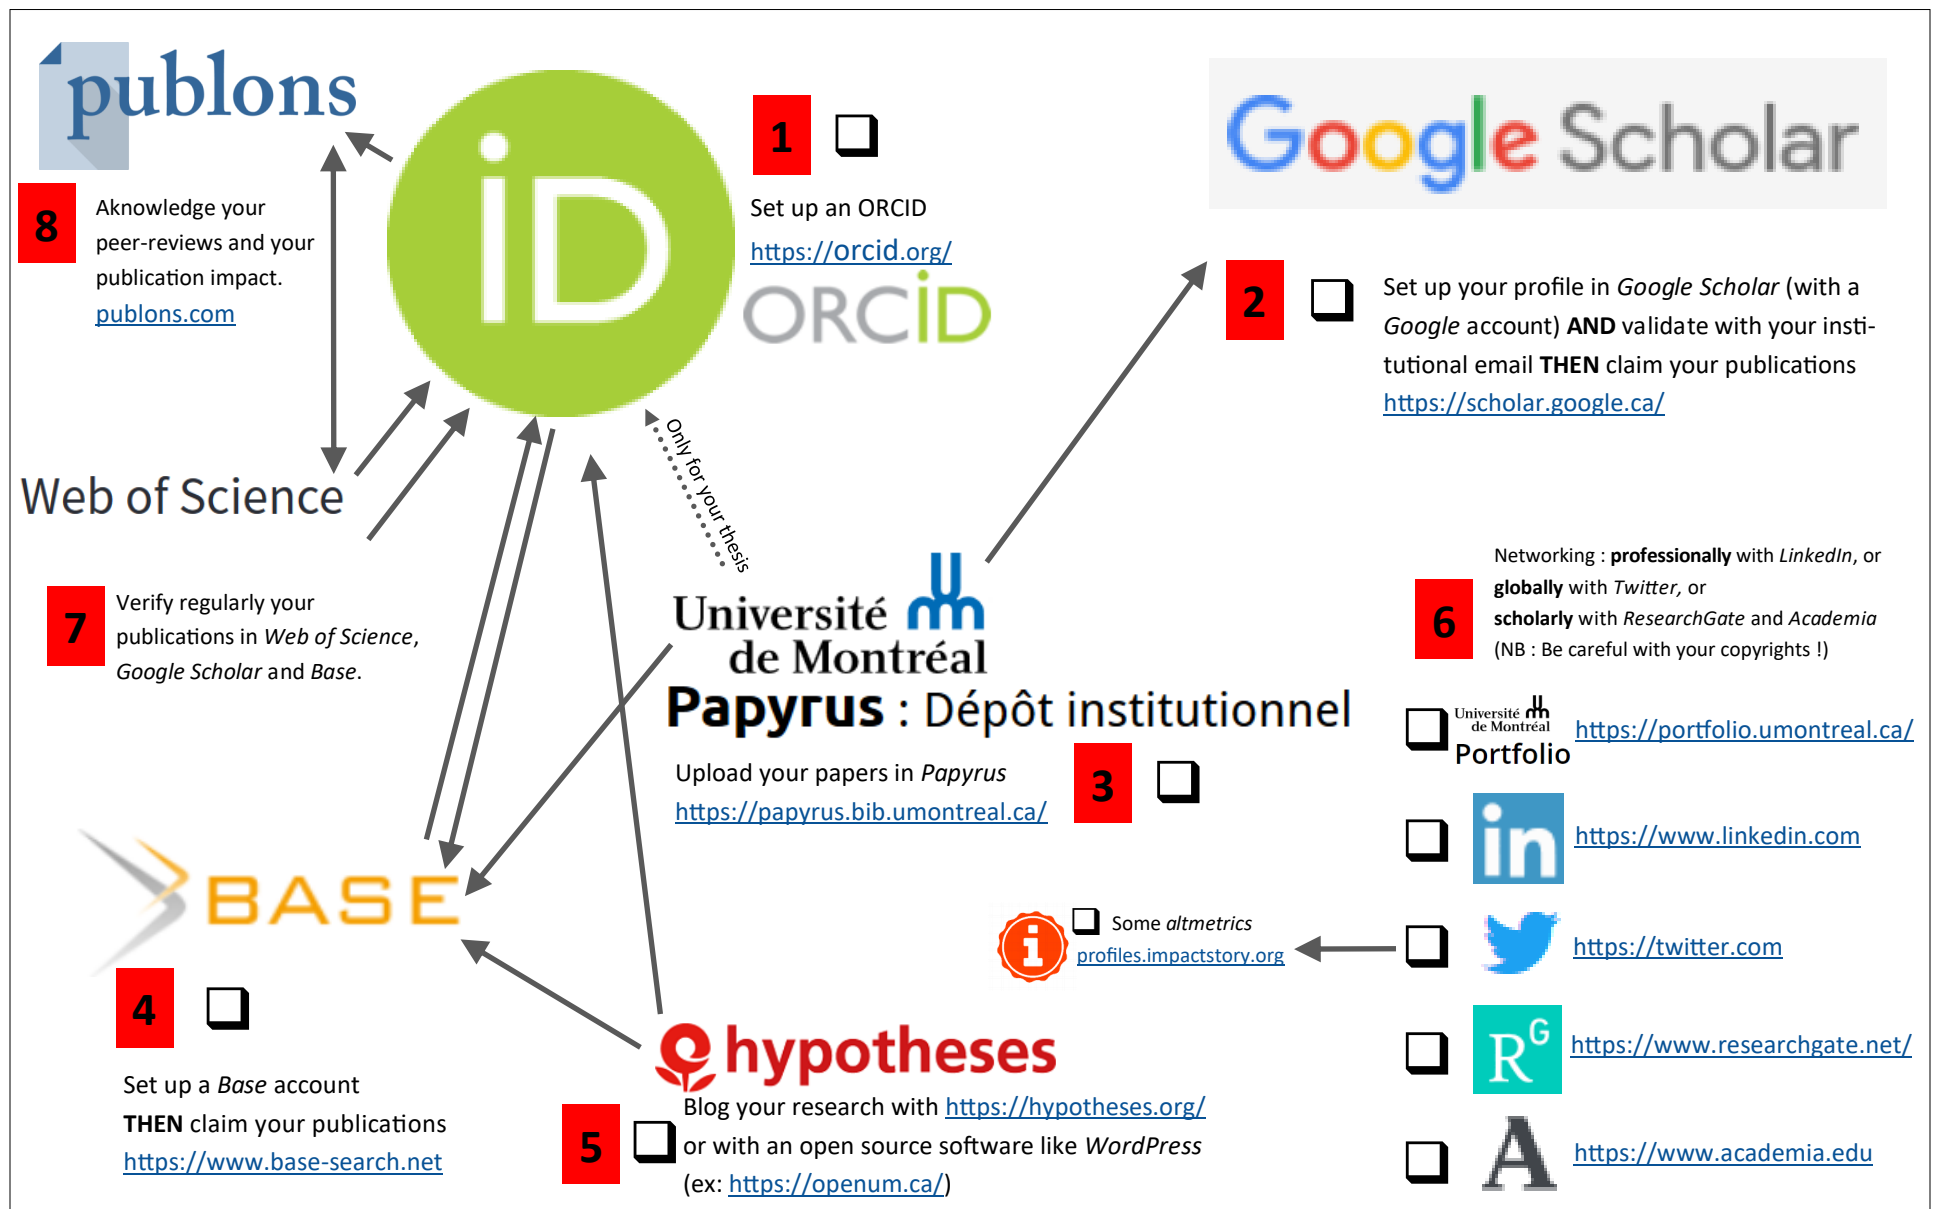 publons
8
Aknowledge your
peer-reviews and your
publication impact.
publons.com
iD
1
Set up an ORCID
https://orcid.org/
ORCiD
Google Scholar
2
Set up your profile in Google Scholar (with a
Google account) AND validate with your insti-
tutional email THEN claim your publications
https://scholar.google.ca/
Only for your thesis
Web of Science
7
Verify regularly your
publications in Web of Science,
Google Scholar and Base.
Université
de Montréal
Papyrus : Dépôt institutionnel
Upload your papers in Papyrus
https://papyrus.bib.umontreal.ca/
3
6
Networking : professionally with LinkedIn, or
globally with Twitter, or
scholarly with ResearchGate and Academia
(NB : Be careful with your copyrights !)
Université
de Montréal
Portfolio
https://portfolio.umontreal.ca/
in
https://www.linkedin.com
https://twitter.com
i
Some altmetrics
profiles.impactstory.org
RG
https://www.researchgate.net/
A
https://www.academia.edu
BASE
4
Set up a Base account
THEN claim your publications
https://www.base-search.net
hypotheses
5
Blog your research with https://hypotheses.org/
or with an open source software like WordPress
(ex: https://openum.ca/)